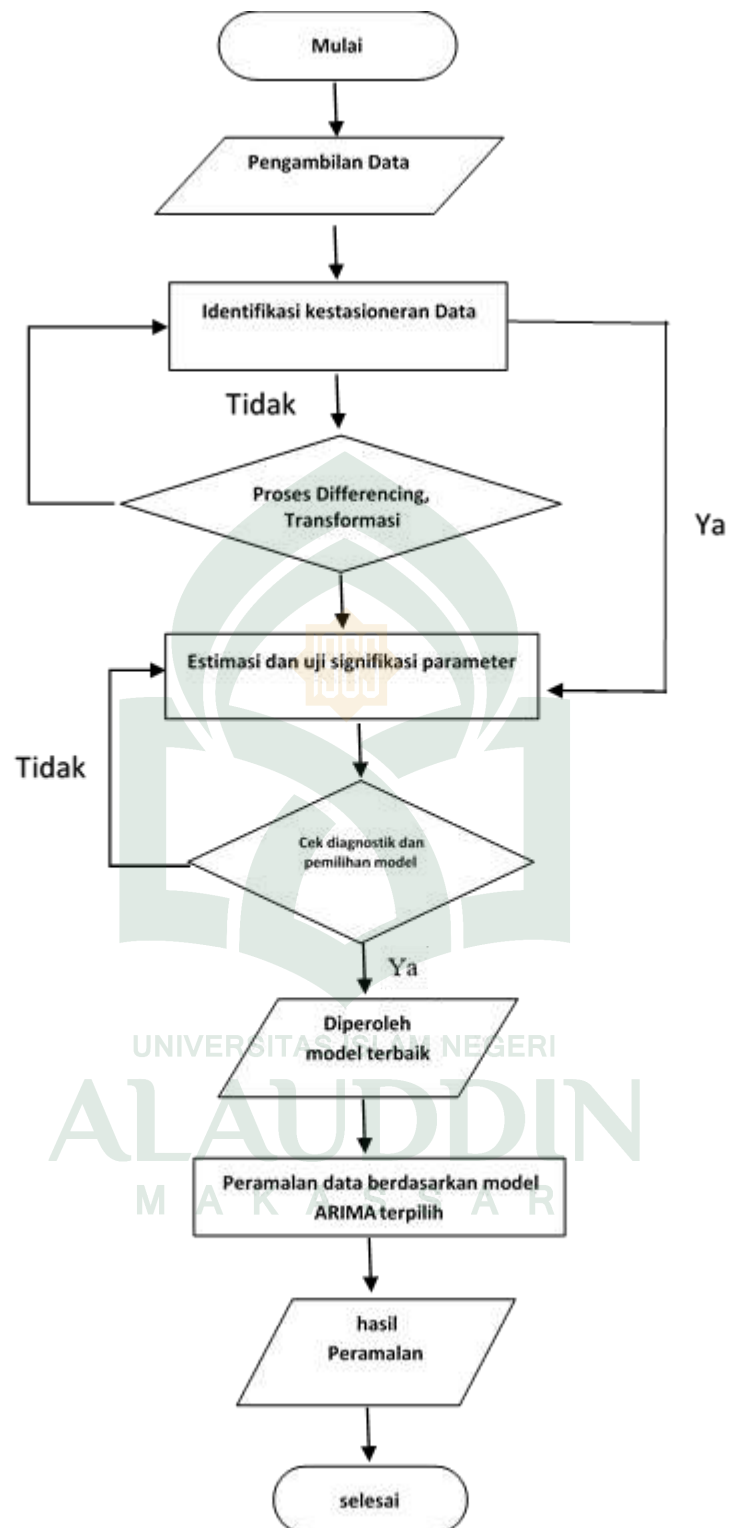 Mulai
Pengambilan Data
Identifikasi kestasioneran Data
Tidak
Proses Differencing,
Transformasi
Ya
Estimasi dan uji signifikasi parameter
Tidak
Cek diagnostik dan
pemilihan model
Ya
Diperoleh
model terbaik
UNIVERSITAS ISLAM NEGERI
ALAUDDIN
MAKASSAR
Peramalan data berdasarkan model
ARIMA terpilih
hasil
Peramalan
selesai